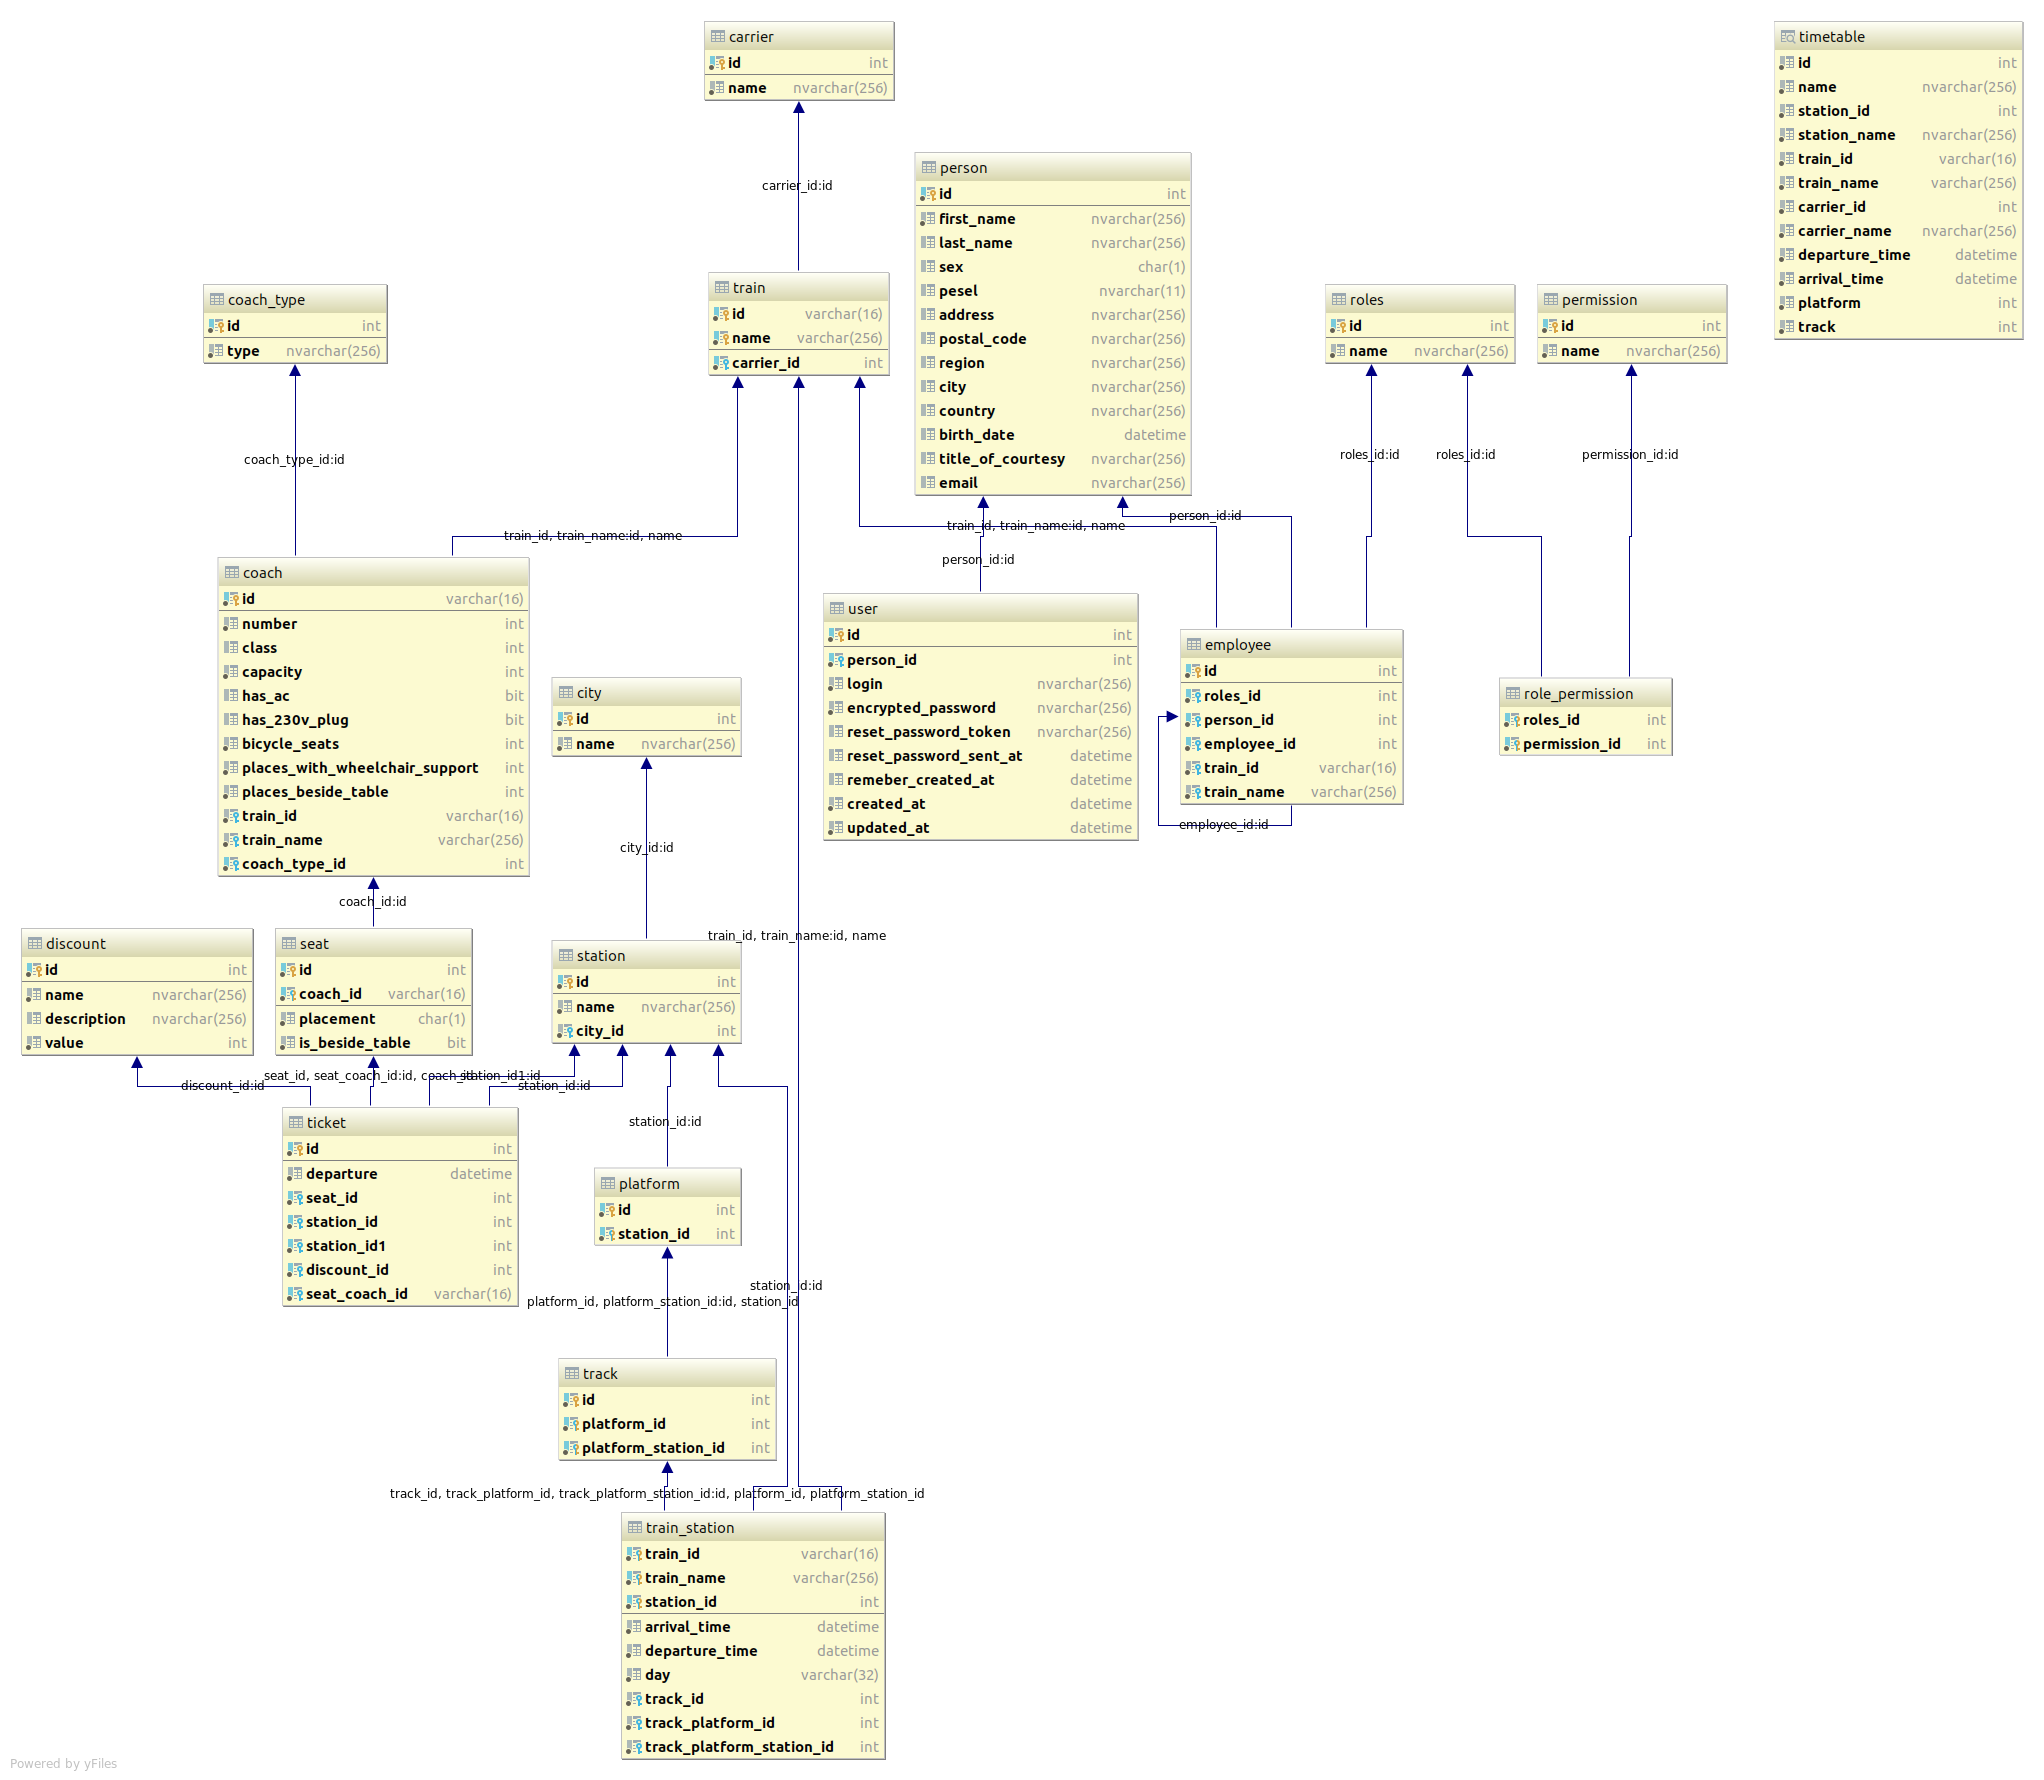 carrier
id int
name nvarchar(256)
carrier_id:id
timetable
id int
name nvarchar(256)
station_id int
station_name nvarchar(256)
train_id varchar(16)
train_name varchar(256)
carrier_id int
carrier_name nvarchar(256)
departure_time datetime
arrival_time datetime
platform int
track int
person
id int
first_name nvarchar(256)
last_name nvarchar(256)
sex char(1)
pesel nvarchar(11)
address nvarchar(256)
postal_code nvarchar(256)
region nvarchar(256)
city nvarchar(256)
country nvarchar(256)
birth_date datetime
title_of_courtesy nvarchar(256)
email nvarchar(256)
train
id varchar(16)
name varchar(256)
carrier_id int
coach_type
id int
type nvarchar(256)
roles
id int
name nvarchar(256)
permission
id int
name nvarchar(256)
coach_type_id:id
roles_id:id
roles_id:id
permission_id:id
train_id, train_name:id, name
train_id, train_name:id, name
person_id:id
person_id:id
coach
id varchar(16)
number int
class int
capacity int
has_ac bit
has_230v_plug bit
bicycle_seats int
places_with_wheelchair_support int
places_beside_table int
train_id varchar(16)
train_name varchar(256)
coach_type_id int
user
id int
person_id int
login nvarchar(256)
encrypted_password nvarchar(256)
reset_password_token nvarchar(256)
reset_password_sent_at datetime
remeber_created_at datetime
created_at datetime
updated_at datetime
employee
id int
roles_id int
person_id int
employee_id int
train_id varchar(16)
train_name varchar(256)
employee_id:id
role_permission
roles_id int
permission_id int
city
id int
name nvarchar(256)
city_id:id
coach_id:id
train_id, train_name:id, name
discount
id int
name nvarchar(256)
description nvarchar(256)
value int
seat
id int
coach_id varchar(16)
placement char(1)
is_beside_table bit
station
id int
name nvarchar(256)
city_id int
seat_id, seat_coach_id:id, coach_id
station_id1:id
discount_id:id
station_id:id
station_id:id
ticket
id int
departure datetime
seat_id int
station_id int
station_id1 int
discount_id int
seat_coach_id varchar(16)
platform
id int
station_id int
station_id:id
platform_id, platform_station_id:id, station_id
track
id int
platform_id int
platform_station_id int
track_id, track_platform_id, track_platform_station_id:id, platform_id, platform_station_id
train_station
train_id varchar(16)
train_name varchar(256)
station_id int
arrival_time datetime
departure_time datetime
day varchar(32)
track_id int
track_platform_id int
track_platform_station_id int
Powered by yFiles